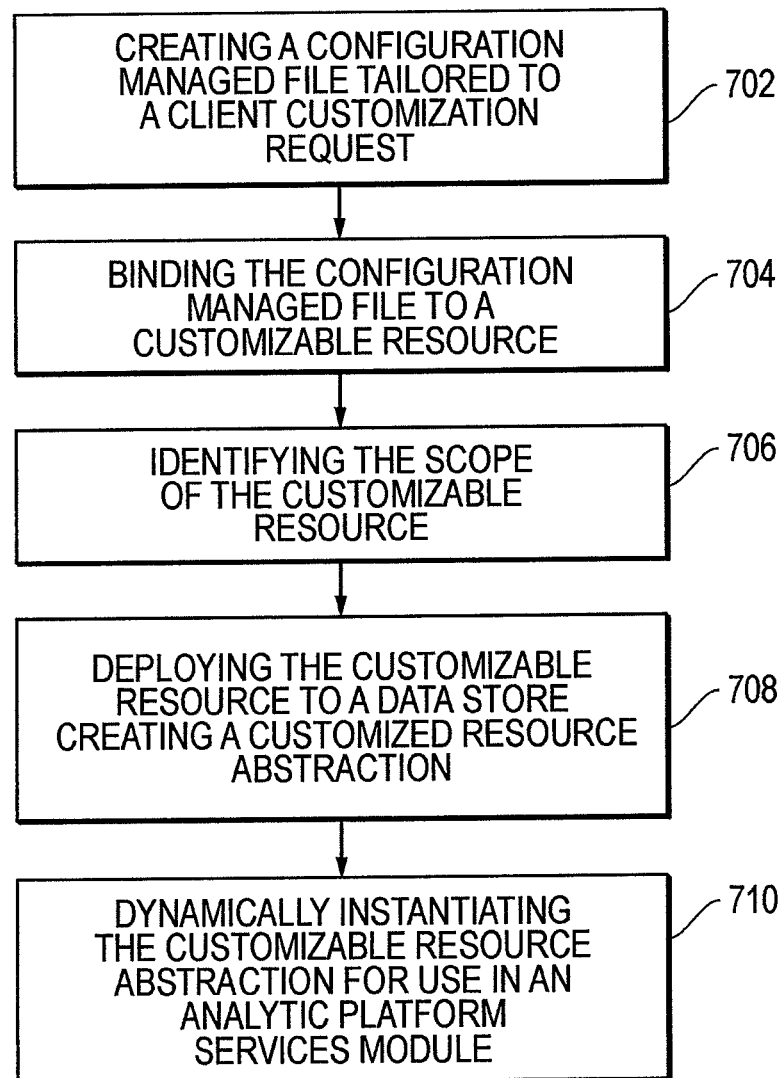 CREATING A CONFIGURATION
MANAGED FILE TAILORED TO
A CLIENT CUSTOMIZATION
REQUEST
702
BINDING THE CONFIGURATION
MANAGED FILE TO A
CUSTOMIZABLE RESOURCE
704
IDENTIFYING THE SCOPE
OF THE CUSTOMIZABLE
RESOURCE
706
DEPLOYING THE CUSTOMIZABLE
RESOURCE TO A DATA STORE
CREATING A CUSTOMIZED RESOURCE
ABSTRACTION
708
DYNAMICALLY INSTANTIATING
THE CUSTOMIZABLE RESOURCE
ABSTRACTION FOR USE IN AN
ANALYTIC PLATFORM
SERVICES MODULE
710